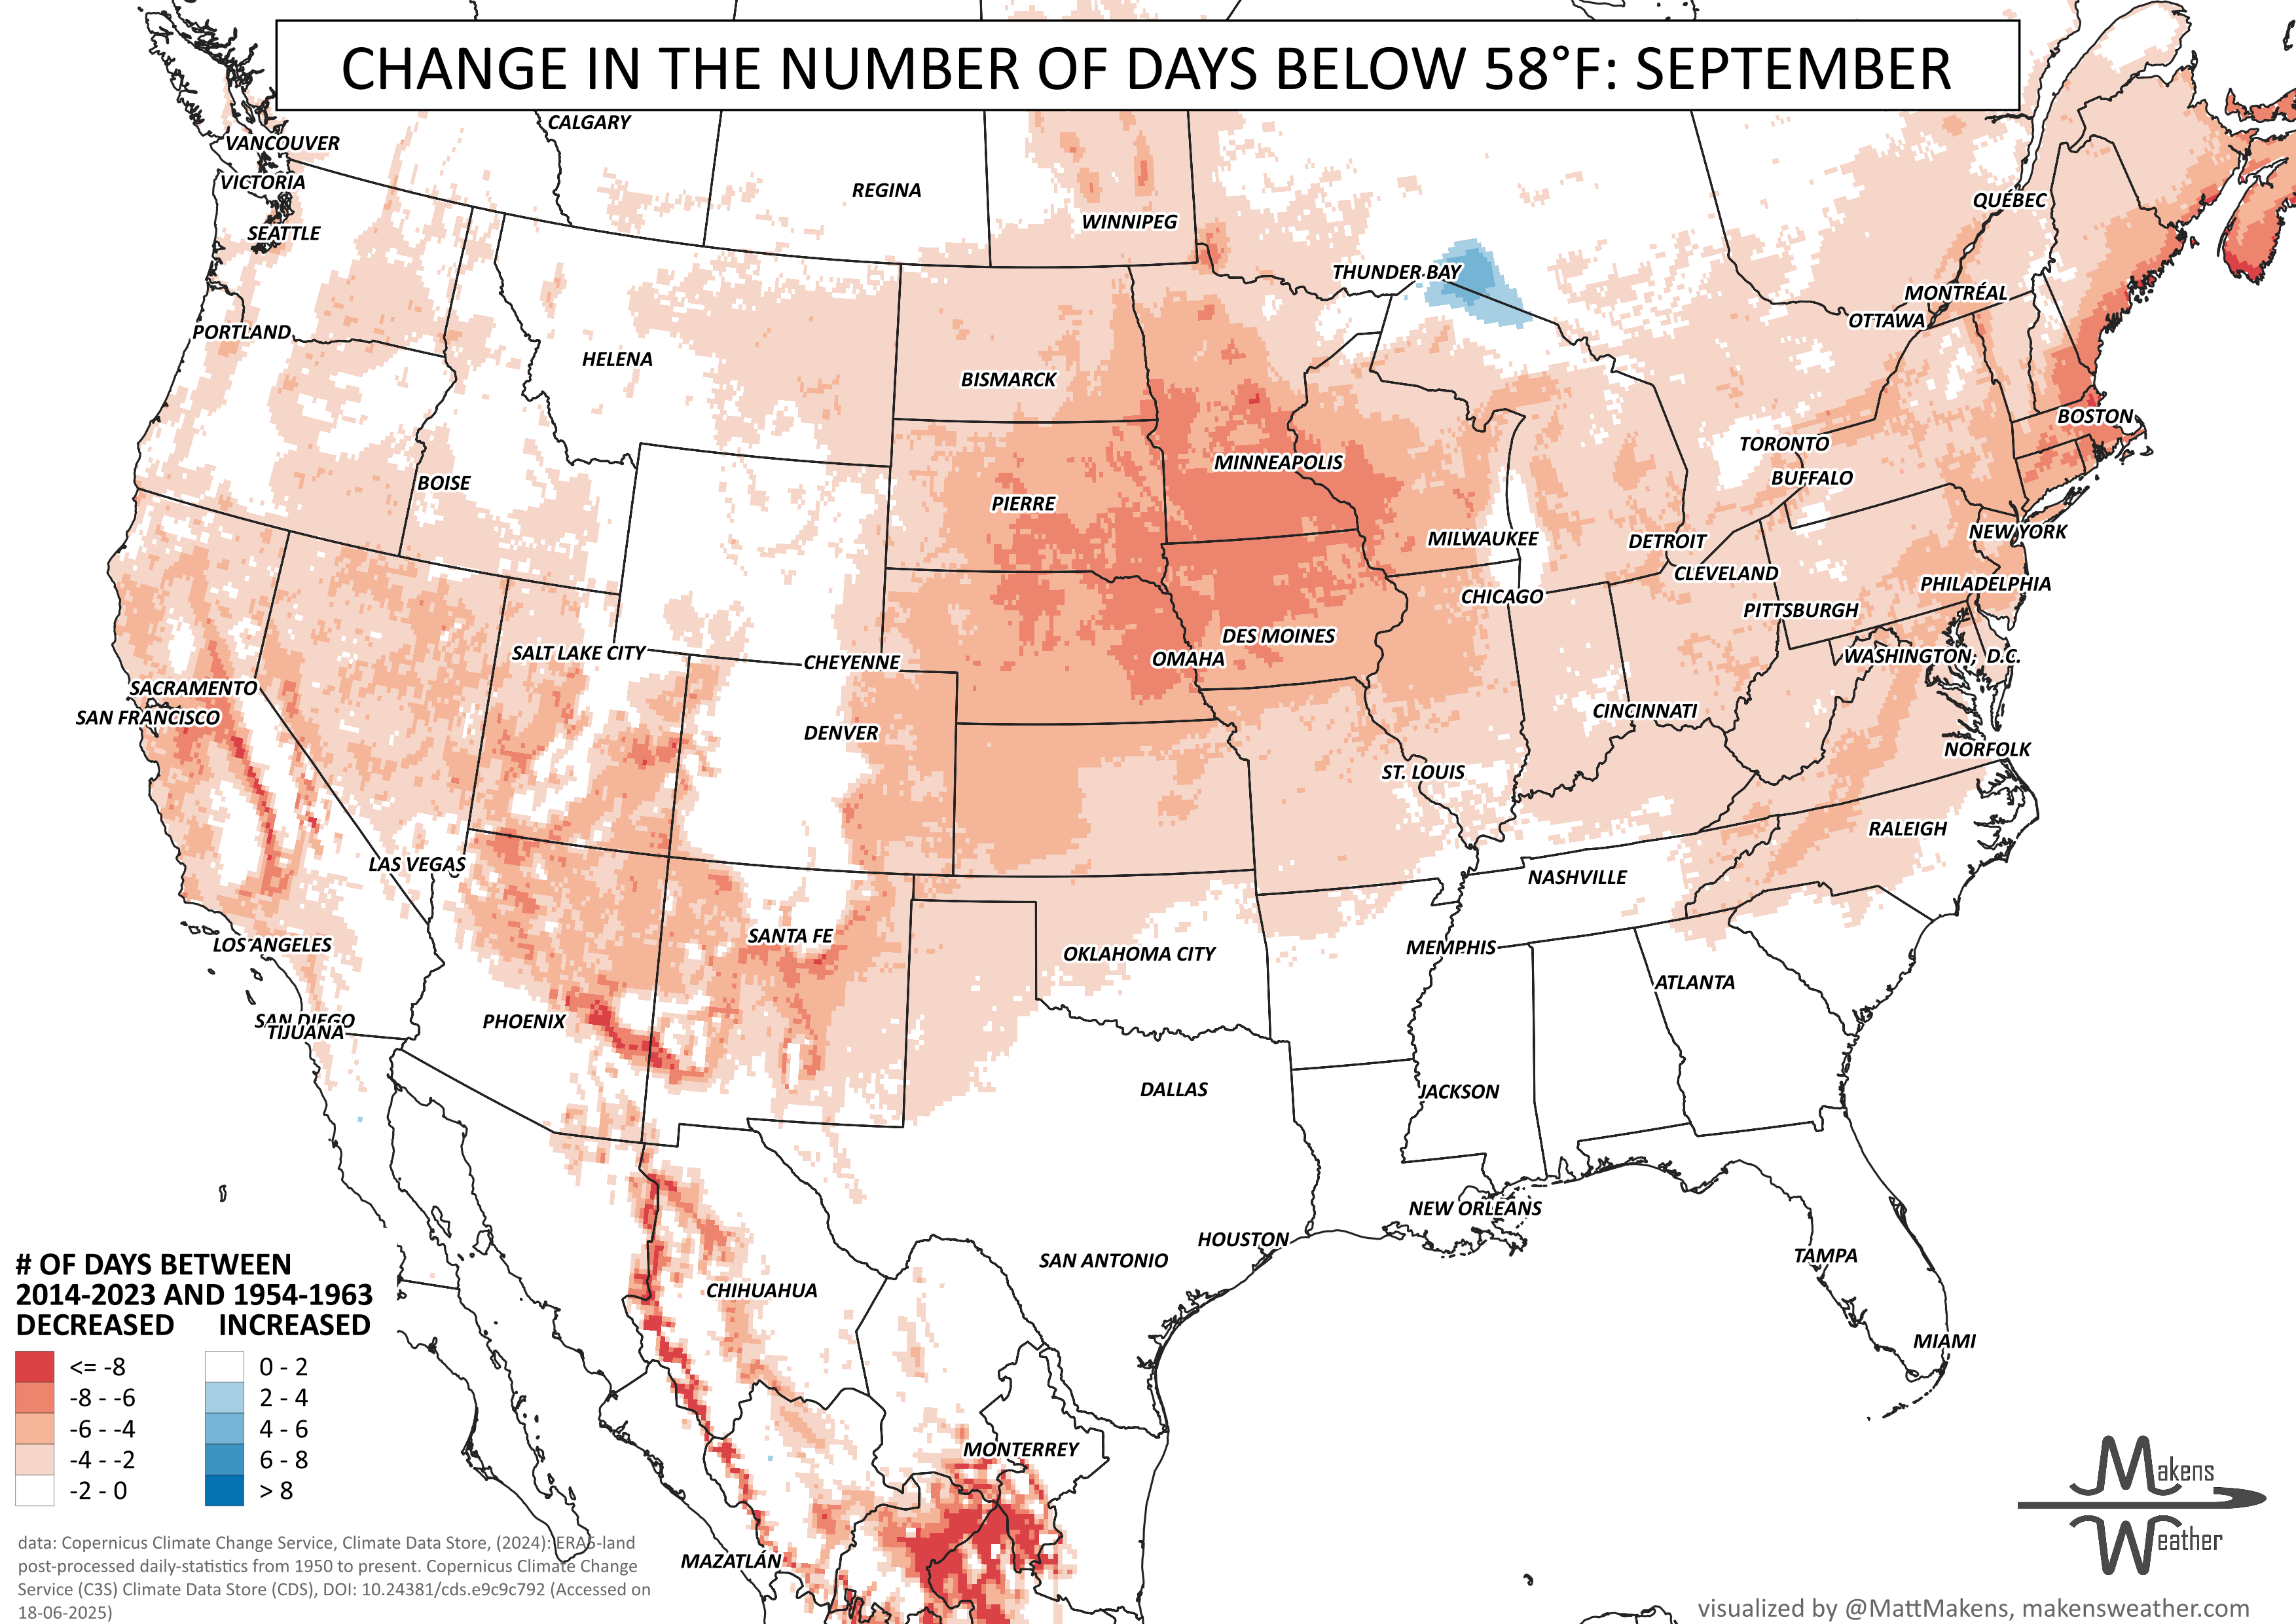 CHANGE IN THE NUMBER OF DAYS BELOW 58°F: SEPTEMBER
CALGARY
VANCOUVER
VICTORIA
REGINA
QUÉBEC
WINNIPEG
SEATTLE
THUNDER BAY
MONTRÉAL
OTTAWA
PORTLAND
HELENA
BISMARCK
BOSTON
TORONTO
MINNEAPOLIS
BUFFALO
BOISE
PIERRE
NEW YORK
MILWAUKEE
DETROIT
CLEVELAND
PHILADELPHIA
CHICAGO
PITTSBURGH
DES MOINES
SALT LAKE CITY
OMAHA
WASHINGTON, D.C.
CHEYENNE
SACRAMENTO
CINCINNATI
SAN FRANCISCO
DENVER
NORFOLK
ST. LOUIS
RALEIGH
LAS VEGAS
NASHVILLE
SANTA FE
LOS ANGELES
MEMPHIS
OKLAHOMA CITY
ATLANTA
SAN DIEGO
PHOENIX
TIJUANA
DALLAS
JACKSON
NEW ORLEANS
HOUSTON
TAMPA
SAN ANTONIO
CHIHUAHUA
MIAMI
MONTERREY
MAZATLÁN
# OF DAYS BETWEEN
2014-2023 AND 1954-1963
DECREASED INCREASED
<= -8 0 - 2
-8 - -6 2 - 4
-6 - -4 4 - 6
-4 - -2 6 - 8
-2 - 0 > 8
data: Copernicus Climate Change Service, Climate Data Store, (2024): ERA5-land
post-processed daily-statistics from 1950 to present. Copernicus Climate Change
Service (C3S) Climate Data Store (CDS), DOI: 10.24381/cds.e9c9c792 (Accessed on
18-06-2025)
Makens
Weather
visualized by @MattMakens, makensweather.com